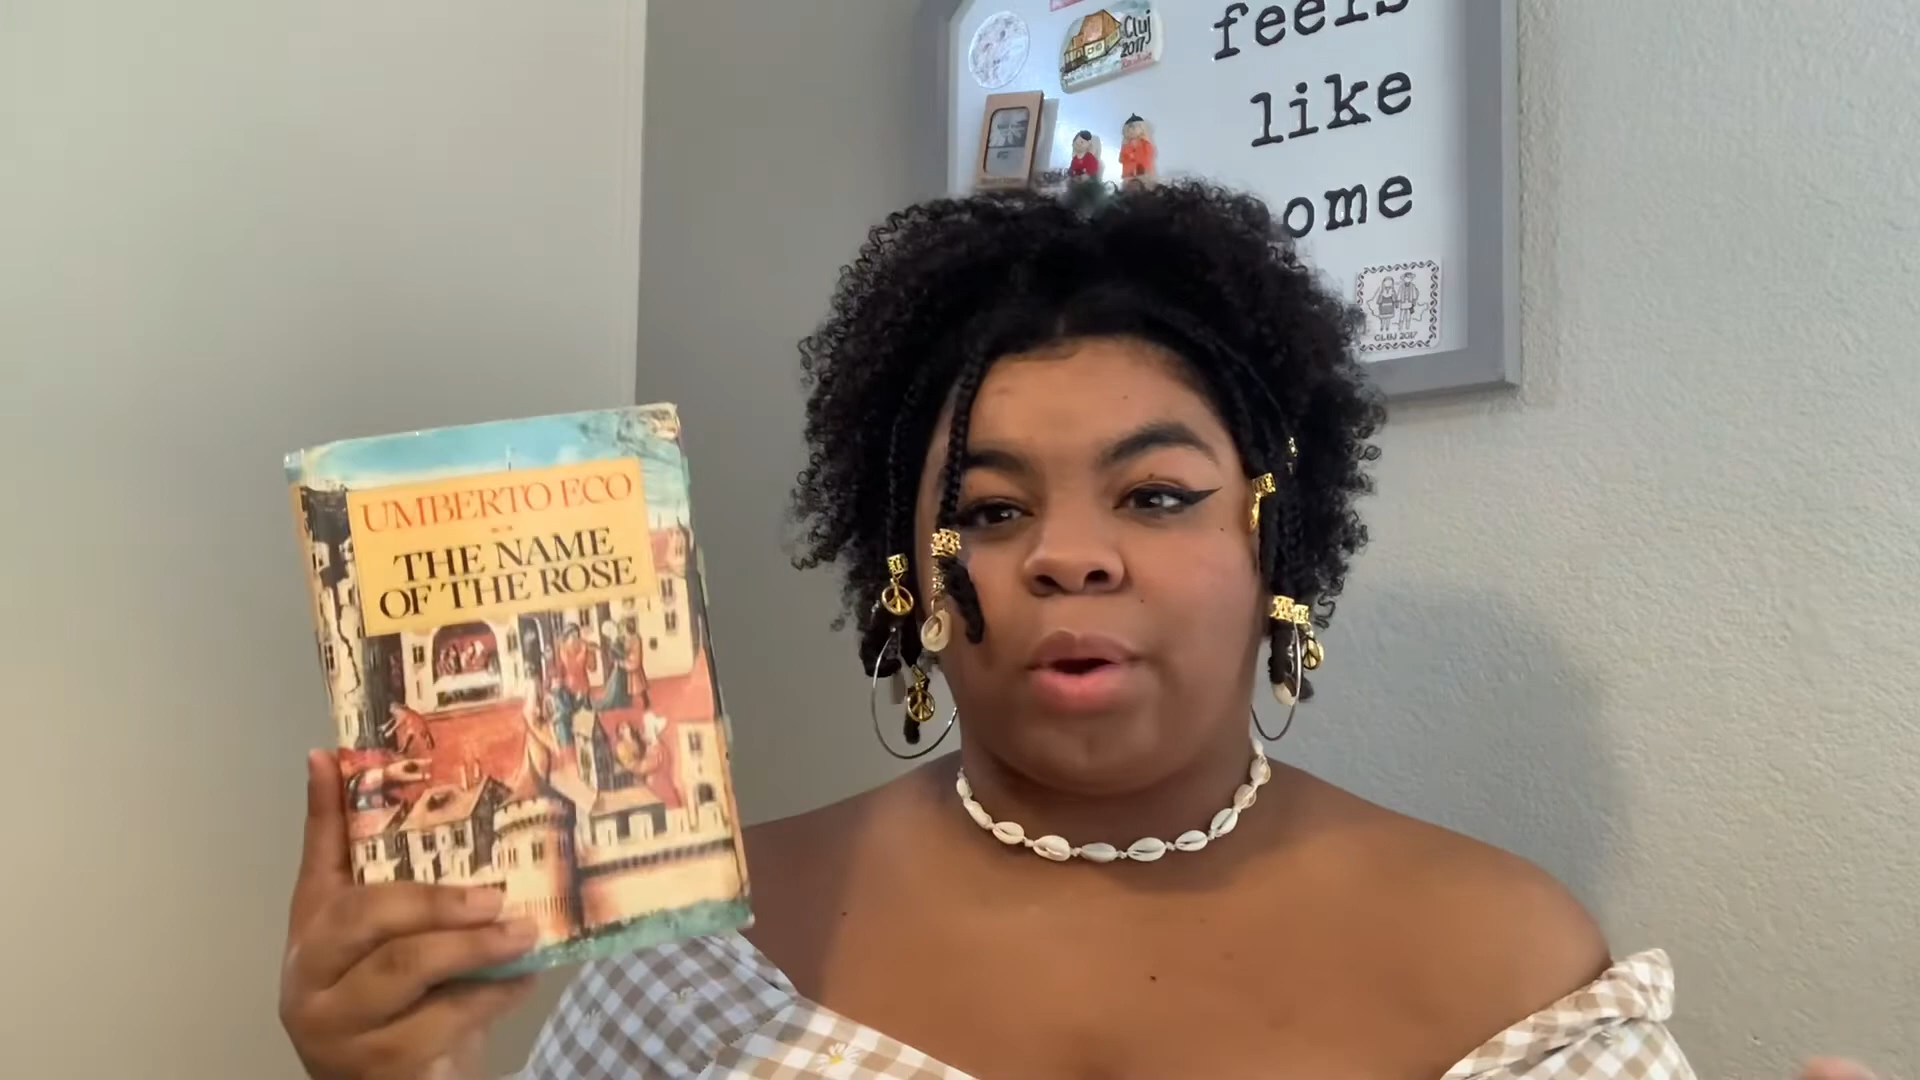 feels
like
ome
Cluj
2017
CLUJ 2017
UMBERTO ECO
THE NAME
OF THE ROSE